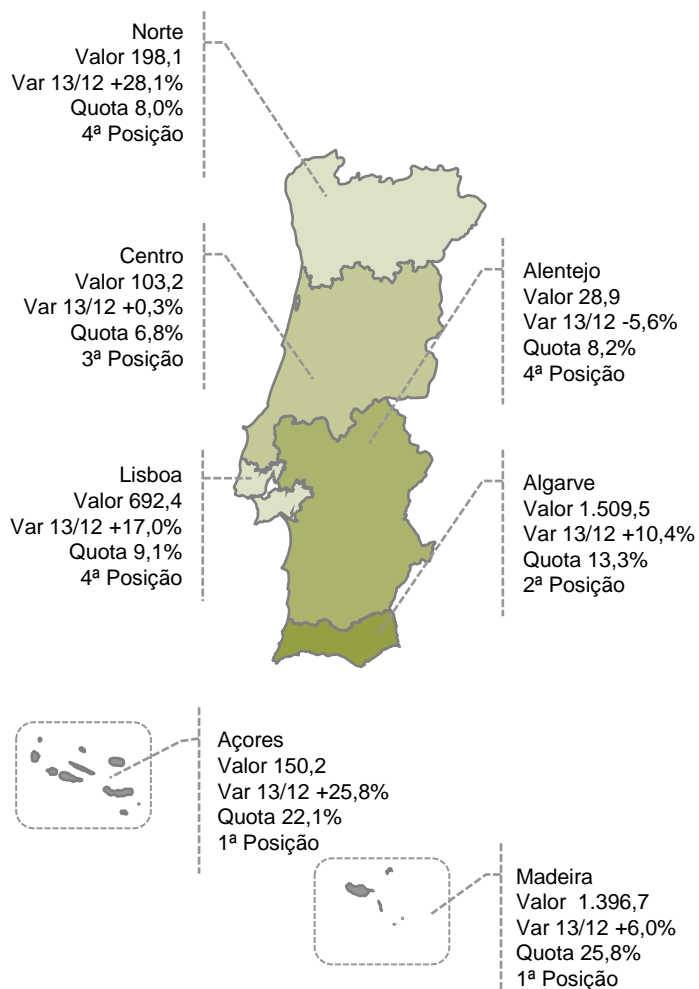 Norte
Valor 198,1
Var 13/12 +28,1%
Quota 8,0%
4ª Posição
Centro
Valor 103,2
Var 13/12 +0,3%
Quota 6,8%
3ª Posição
Alentejo
Valor 28,9
Var 13/12 -5,6%
Quota 8,2%
4ª Posição
Lisboa
Valor 692,4
Var 13/12 +17,0%
Quota 9,1%
4ª Posição
Algarve
Valor 1.509,5
Var 13/12 +10,4%
Quota 13,3%
2ª Posição
Açores
Valor 150,2
Var 13/12 +25,8%
Quota 22,1%
1ª Posição
Madeira
Valor 1.396,7
Var 13/12 +6,0%
Quota 25,8%
1ª Posição